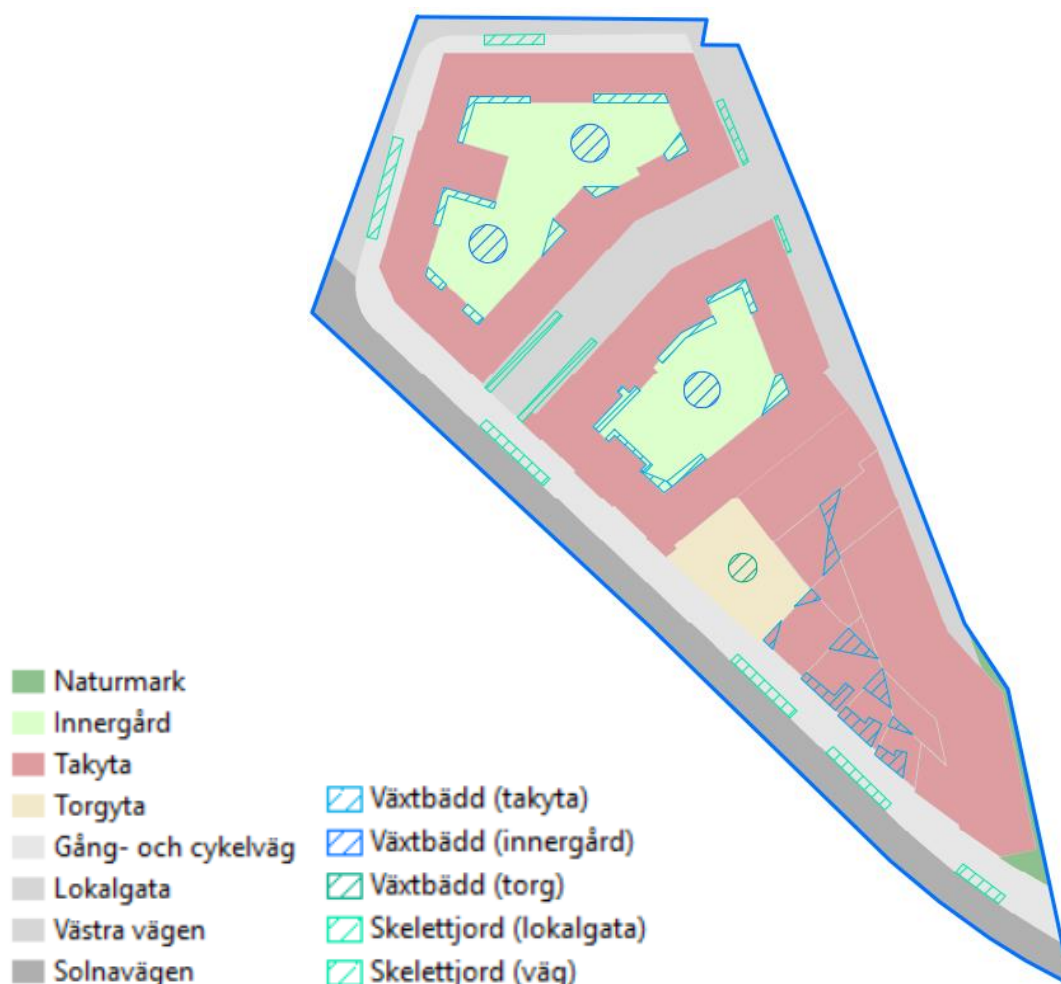 Naturmark
Innergård
Takyta
Torgyta
Gång- och cykelväg
Lokalgata
Västra vägen
Solnavägen
Växtbädd (takyta)
Växtbädd (innergård)
Växtbädd (torg)
Skelettjord (lokalgata)
Skelettjord (väg)